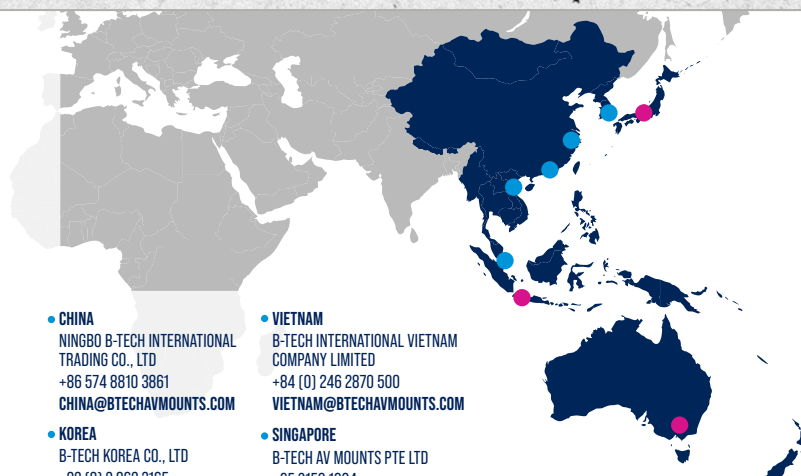 CHINA
NINGBO B-TECH INTERNATIONAL
TRADING CO., LTD
+86 574 8810 3861
CHINA@BTECHAVMOUNTS.COM
KOREA
B-TECH KOREA CO., LTD
VIETNAM
B-TECH INTERNATIONAL VIETNAM
COMPANY LIMITED
+84 (0) 246 2870 500
VIETNAM@BTECHAVMOUNTS.COM
SINGAPORE
B-TECH AV MOUNTS PTE LTD